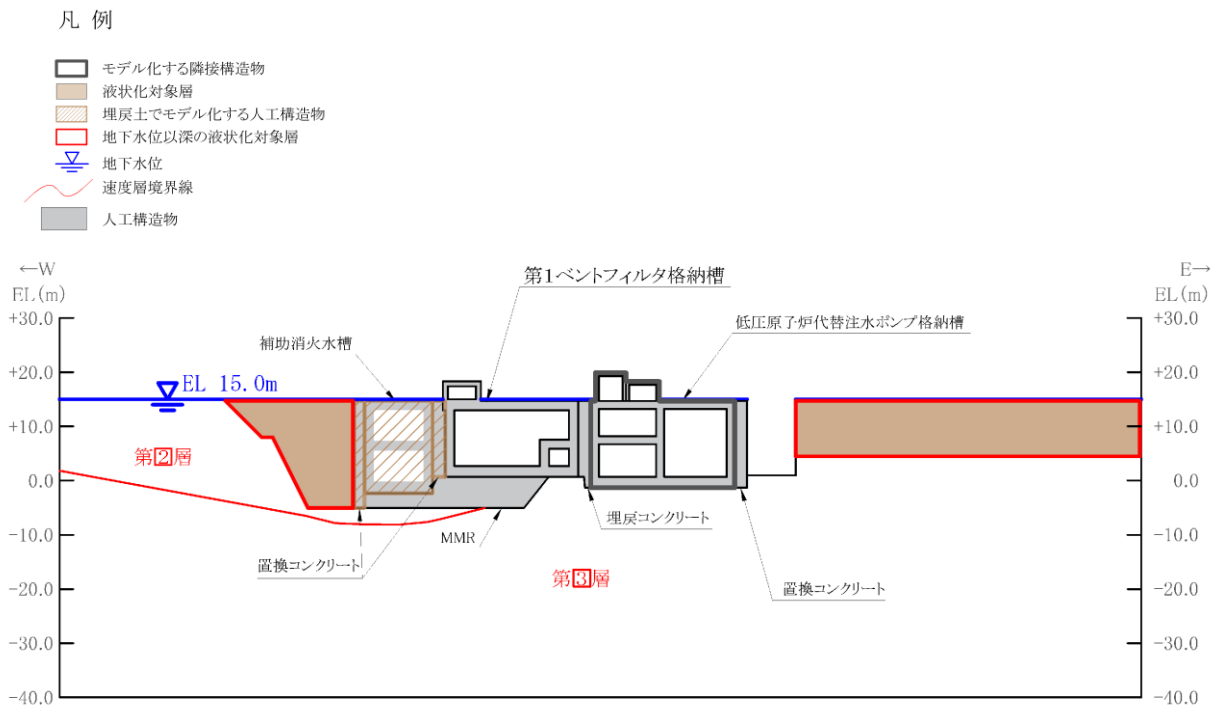 凡 例
モデル化する隣接構造物
液状化対象層
埋戻土でモデル化する人工構造物
地下水位以深の液状化対象層
地下水位
速度層境界線
人工構造物
←W
EL(m)
E→
EL(m)
第1ベントフィルタ格納槽
低圧原子炉代替注水ポンプ格納槽
補助消火水槽
EL 15.0m
+30.0
+20.0
+10.0
0.0
-10.0
-20.0
-30.0
-40.0
第2層
埋戻コンクリート
MMR
置換コンクリート
第3層
置換コンクリート
+30.0
+20.0
+10.0
0.0
-10.0
-20.0
-30.0
-40.0